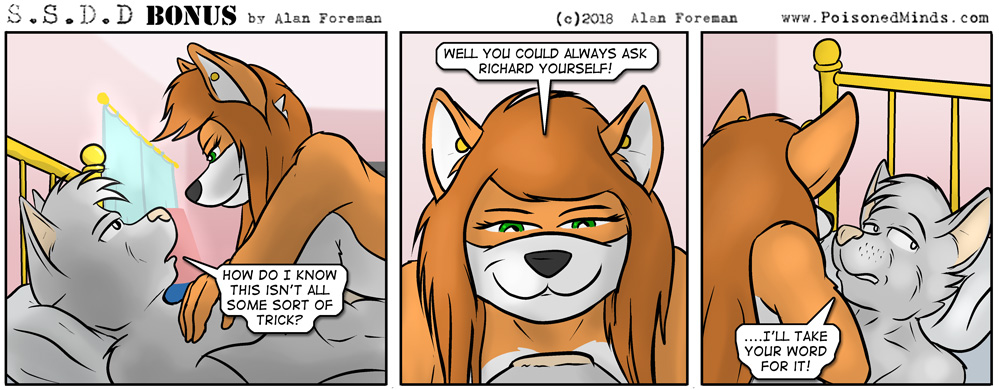 S.S.D.D BONUS by Alan Foreman (c)2018 Alan Foreman www.PoisonedMinds.com
HOW DO I KNOW
THIS ISN'T ALL
SOME SORT OF
TRICK?
WELL YOU COULD ALWAYS ASK
RICHARD YOURSELF!
....I'LL TAKE
YOUR WORD
FOR IT!